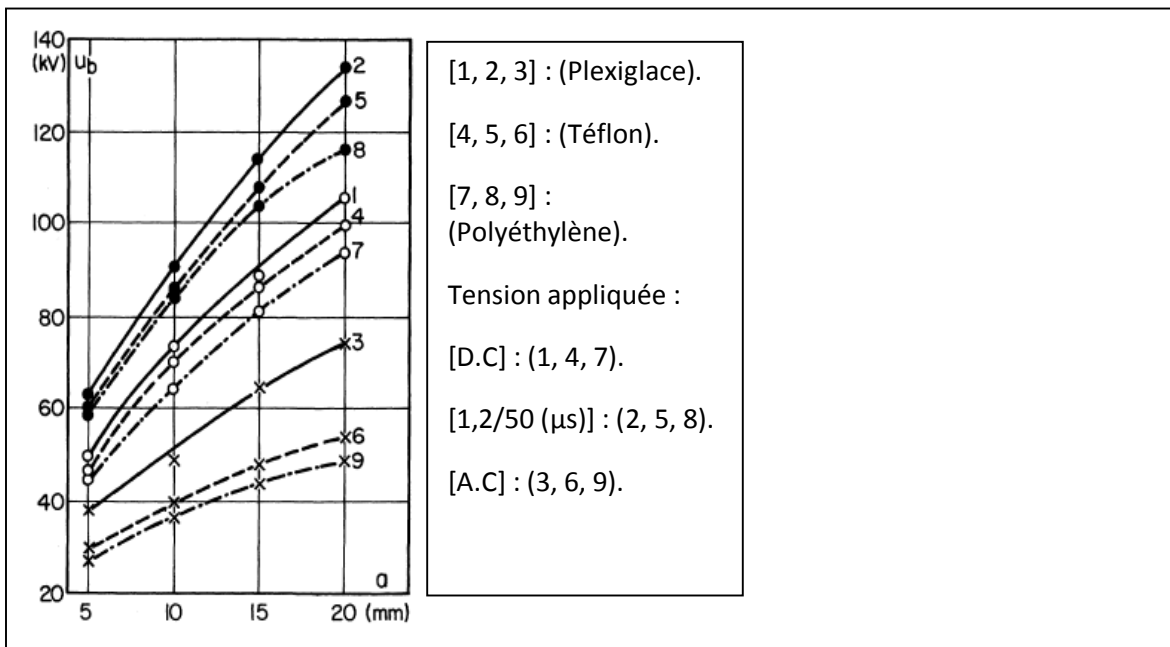 140
(kV) ub
120
100
80
60
40
20
2
5
8
1
4
7
3
6
9
a
5 10 15 20 (mm)
[1, 2, 3] : (Plexiglace).
[4, 5, 6] : (Téflon).
[7, 8, 9] :
(Polyéthylène).
Tension appliquée :
[D.C] : (1, 4, 7).
[1,2/50 (µs)] : (2, 5, 8).
[A.C] : (3, 6, 9).